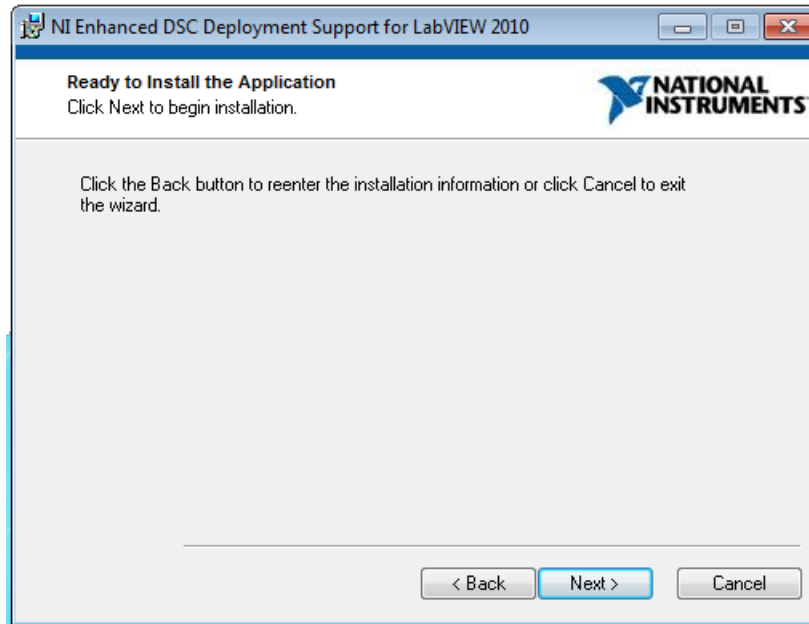 NI Enhanced DSC Deployment Support for LabVIEW 2010
Ready to Install the Application
Click Next to begin installation.
NATIONAL
INSTRUMENTS
Click the Back button to reenter the installation information or click Cancel to exit
the wizard.
< Back Next > Cancel